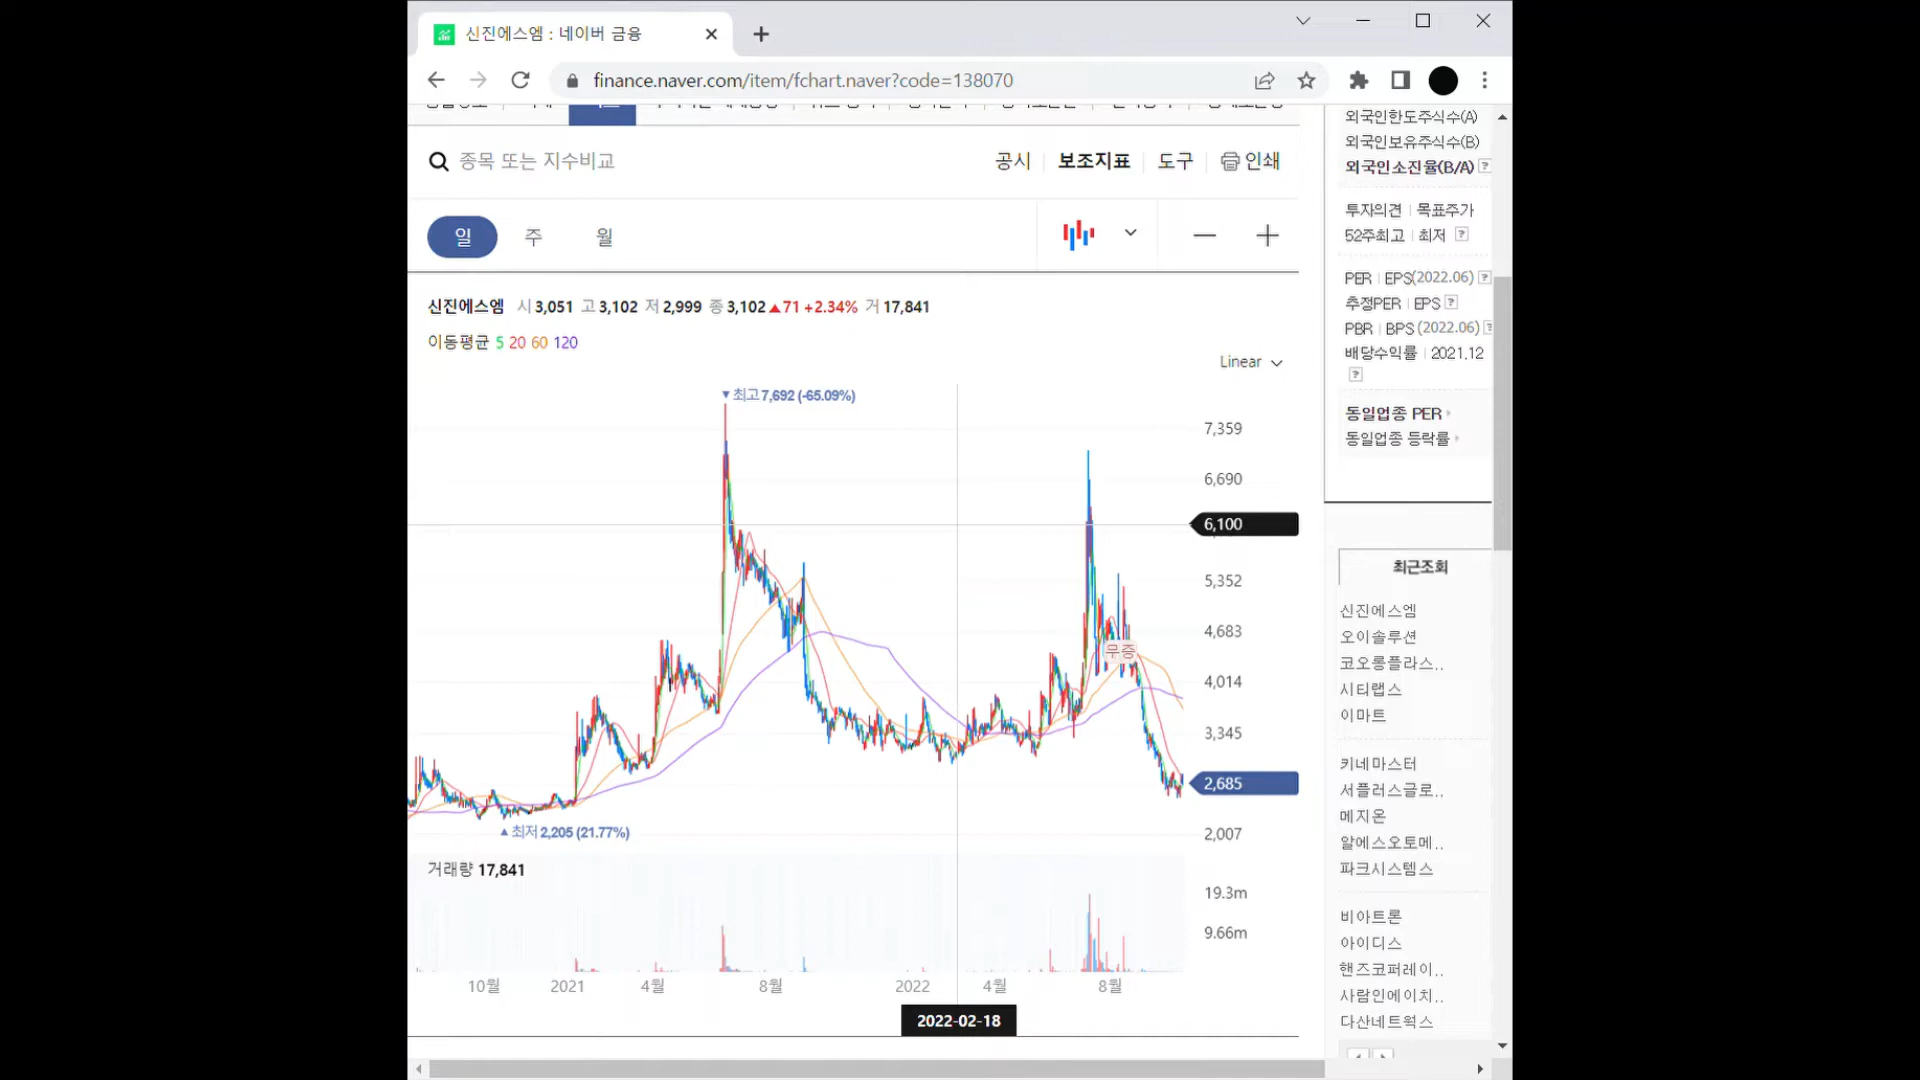 신진에스엠 : 네이버 금융
finance.naver.com/item/fchart.naver?code=138070
종목 또는 지수비교
공시
보조지표
도구
인쇄
일 주 월
신진에스엠 시 3,051 고 3,102 저 2,999 종 3,102 ▲71 +2.34% 거 17,841
이동평균 5 20 60 120
Linear
▼최고 7,692 (-65.09%)
7,359
6,690
6,100
5,352
4,683
무증
4,014
3,345
2,685
▲최저 2,205 (21.77%)
2,007
거래량 17,841
19.3m
9.66m
10월 2021 4월 8월 2022 4월 8월
2022-02-18
외국인한도주식수(A)
외국인보유주식수(B)
외국인소진율(B/A) ?
투자의견 | 목표주가
52주최고 | 최저 ?
PER | EPS(2022.06) ?
추정PER | EPS ?
PBR | BPS (2022.06) ?
배당수익률 | 2021.12
?
동일업종 PER
동일업종 등락률
최근조회
신진에스엠
오이솔루션
코오롱플라스..
시티랩스
이마트
키네마스터
서플러스글로..
메지온
알에스오토메..
파크시스템스
비아트론
아이디스
핸즈코퍼레이..
사람인에이치..
다산네트웍스